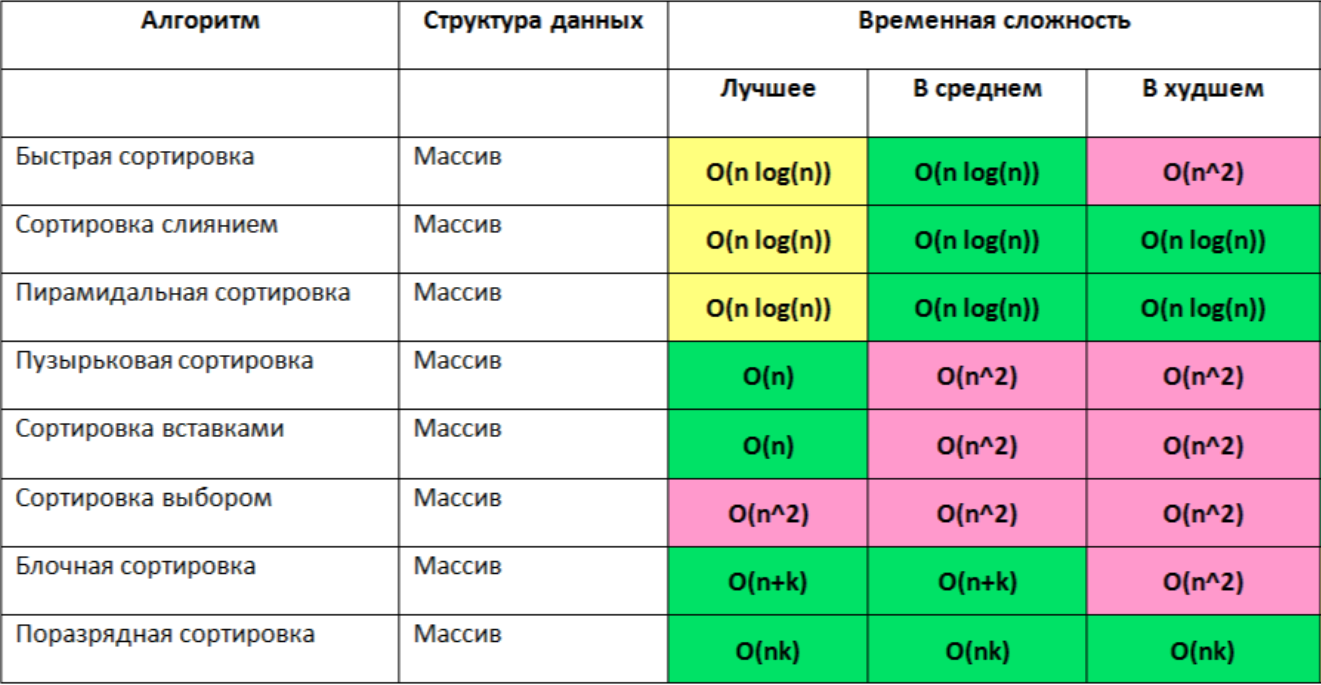 Алгоритм Структура данных Временная сложность
Лучшее В среднем В худшем
Быстрая сортировка Массив O(n log(n)) O(n log(n)) O(n^2)
Сортировка слиянием Массив O(n log(n)) O(n log(n)) O(n log(n))
Пирамидальная сортировка Массив O(n log(n)) O(n log(n)) O(n log(n))
Пузырьковая сортировка Массив O(n) O(n^2) O(n^2)
Сортировка вставками Массив O(n) O(n^2) O(n^2)
Сортировка выбором Массив O(n^2) O(n^2) O(n^2)
Блочная сортировка Массив O(n+k) O(n+k) O(n^2)
Поразрядная сортировка Массив O(nk) O(nk) O(nk)